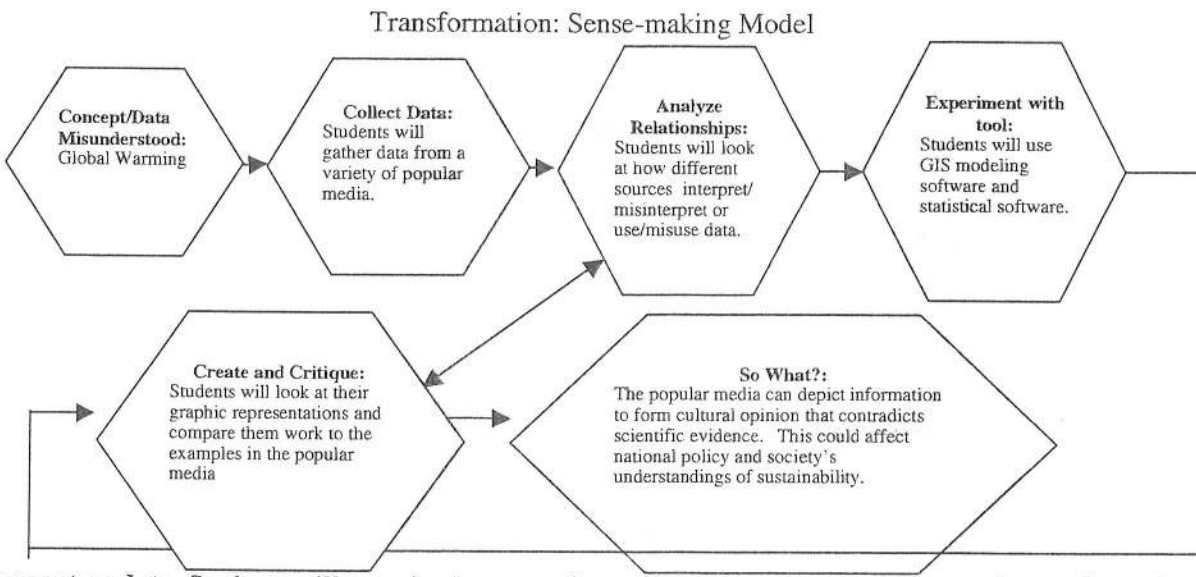 Transformation: Sense-making Model
Concept/Data
Misunderstood:
Global Warming
Collect Data:
Students will
gather data from a
variety of popular
media.
Analyze
Relationships:
Students will look
at how different
sources interpret/
misinterpret or
use/misuse data.
Experiment with
tool:
Students will use
GIS modeling
software and
statistical software.
Create and Critique:
Students will look at their
graphic representations and
compare them work to the
examples in the popular
media
So What?:
The popular media can depict information
to form cultural opinion that contradicts
scientific evidence. This could affect
national policy and society's
understandings of sustainability.